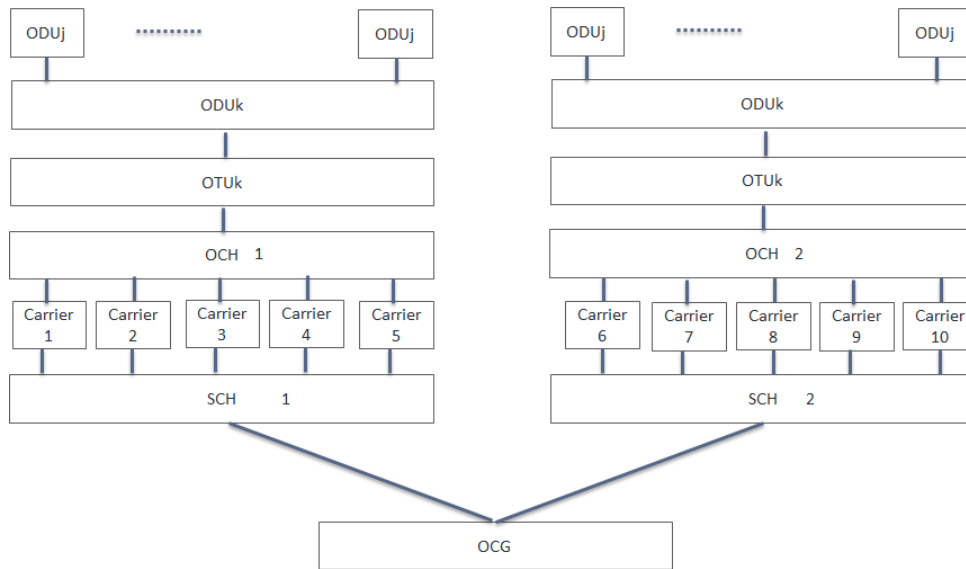 ODUj ODUj ODUj ODUj
ODUk ODUk
OTUk OTUk
OCH 1 OCH 2
Carrier Carrier Carrier Carrier Carrier Carrier Carrier Carrier Carrier Carrier
1 2 3 4 5 6 7 8 9 10
SCH 1 SCH 2
OCG